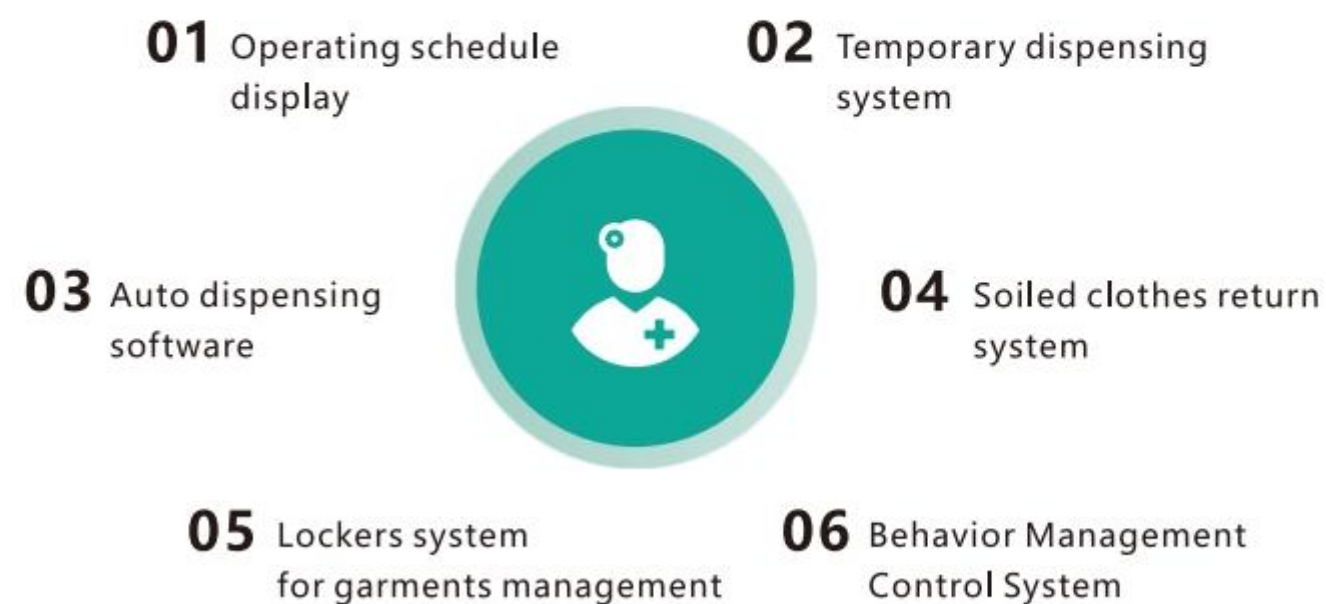 01 Operating schedule
display
02 Temporary dispensing
system
03 Auto dispensing
software
04 Soiled clothes return
system
05 Lockers system
for garments management
06 Behavior Management
Control System